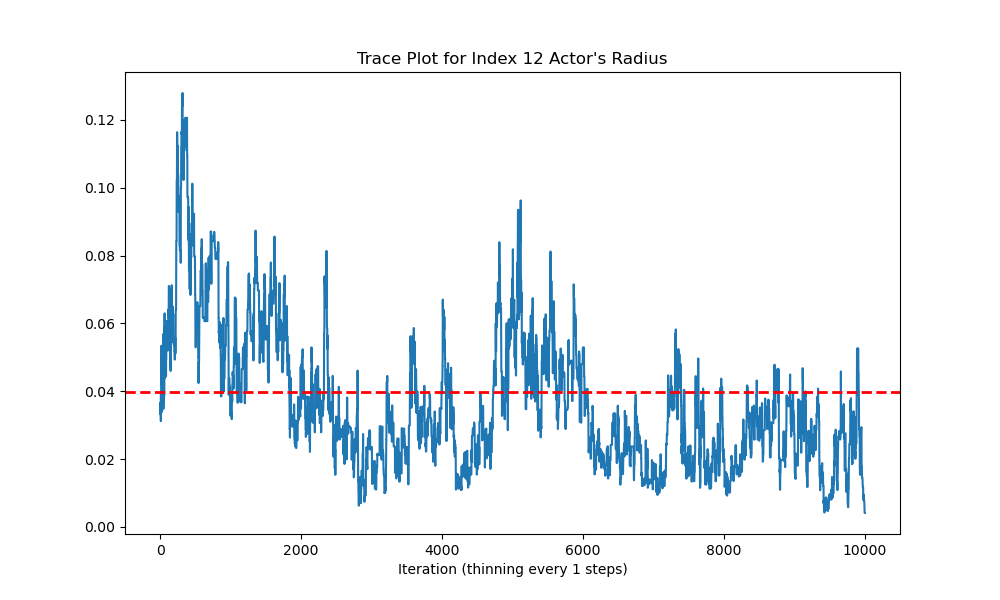 Trace Plot for Index 12 Actor's Radius
0.12
0.10
0.08
0.06
0.04
0.02
0.00
0 2000 4000 6000 8000 10000
Iteration (thinning every 1 steps)